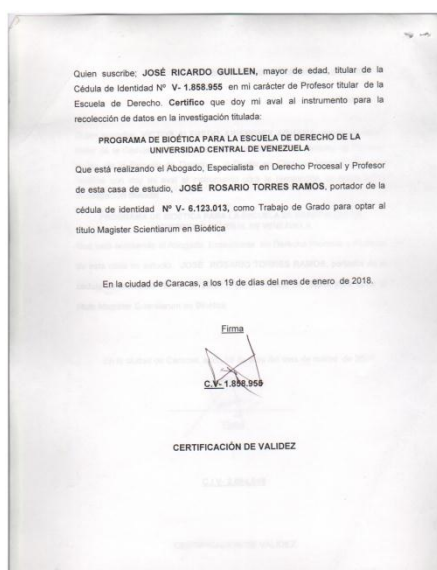 Quien suscribe; JOSÉ RICARDO GUILLEN, mayor de edad, titular de la
Cédula de Identidad Nº V- 1.858.955 en mi carácter de Profesor titular de la
Escuela de Derecho. Certifico que doy mi aval al instrumento para la
recolección de datos en la investigación titulada:
PROGRAMA DE BIOÉTICA PARA LA ESCUELA DE DERECHO DE LA
UNIVERSIDAD CENTRAL DE VENEZUELA
Que está realizando el Abogado, Especialista en Derecho Procesal y Profesor
de esta casa de estudio, JOSÉ ROSARIO TORRES RAMOS, portador de la
cédula de identidad Nº V- 6.123.013, como Trabajo de Grado para optar al
título Magister Scientiarum en Bioética
En la ciudad de Caracas, a los 19 de días del mes de enero de 2018.
Firma
C.V- 1.858.955
CERTIFICACIÓN DE VALIDEZ